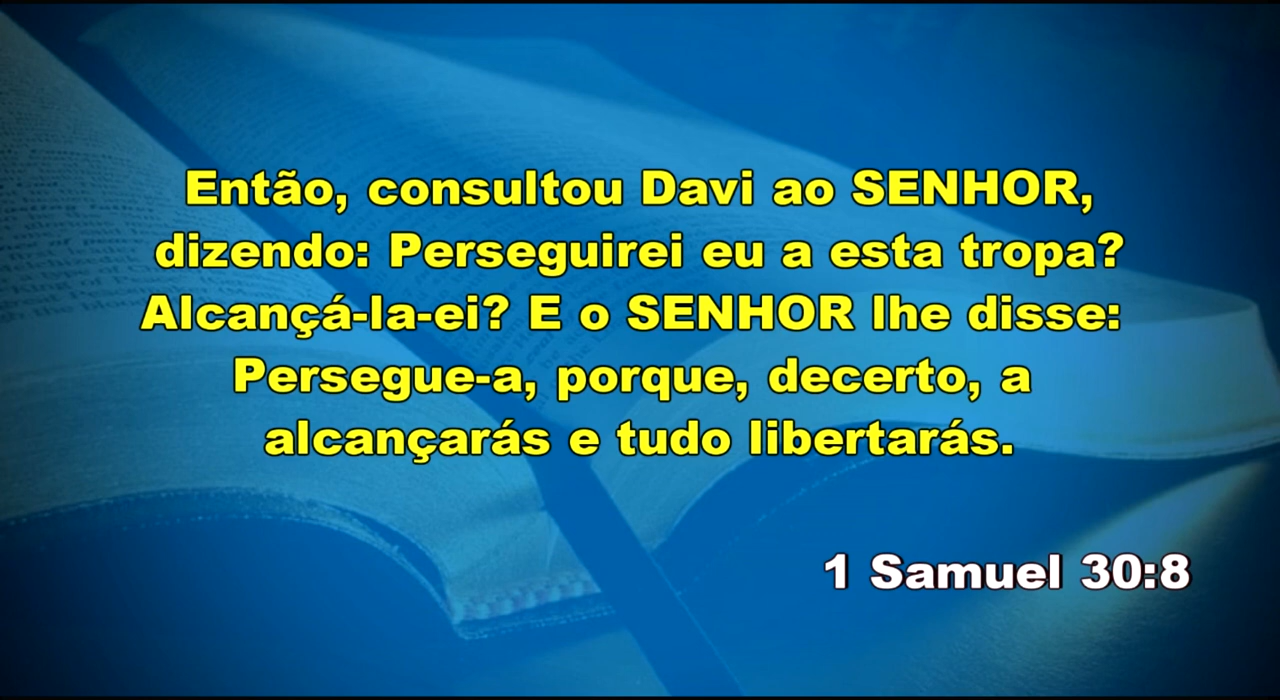 Então, consultou Davi ao SENHOR,
dizendo: Perseguirei eu a esta tropa?
Alcançá-la-ei? E o SENHOR lhe disse:
Persegue-a, porque, decerto, a
alcançarás e tudo libertarás.
1 Samuel 30:8